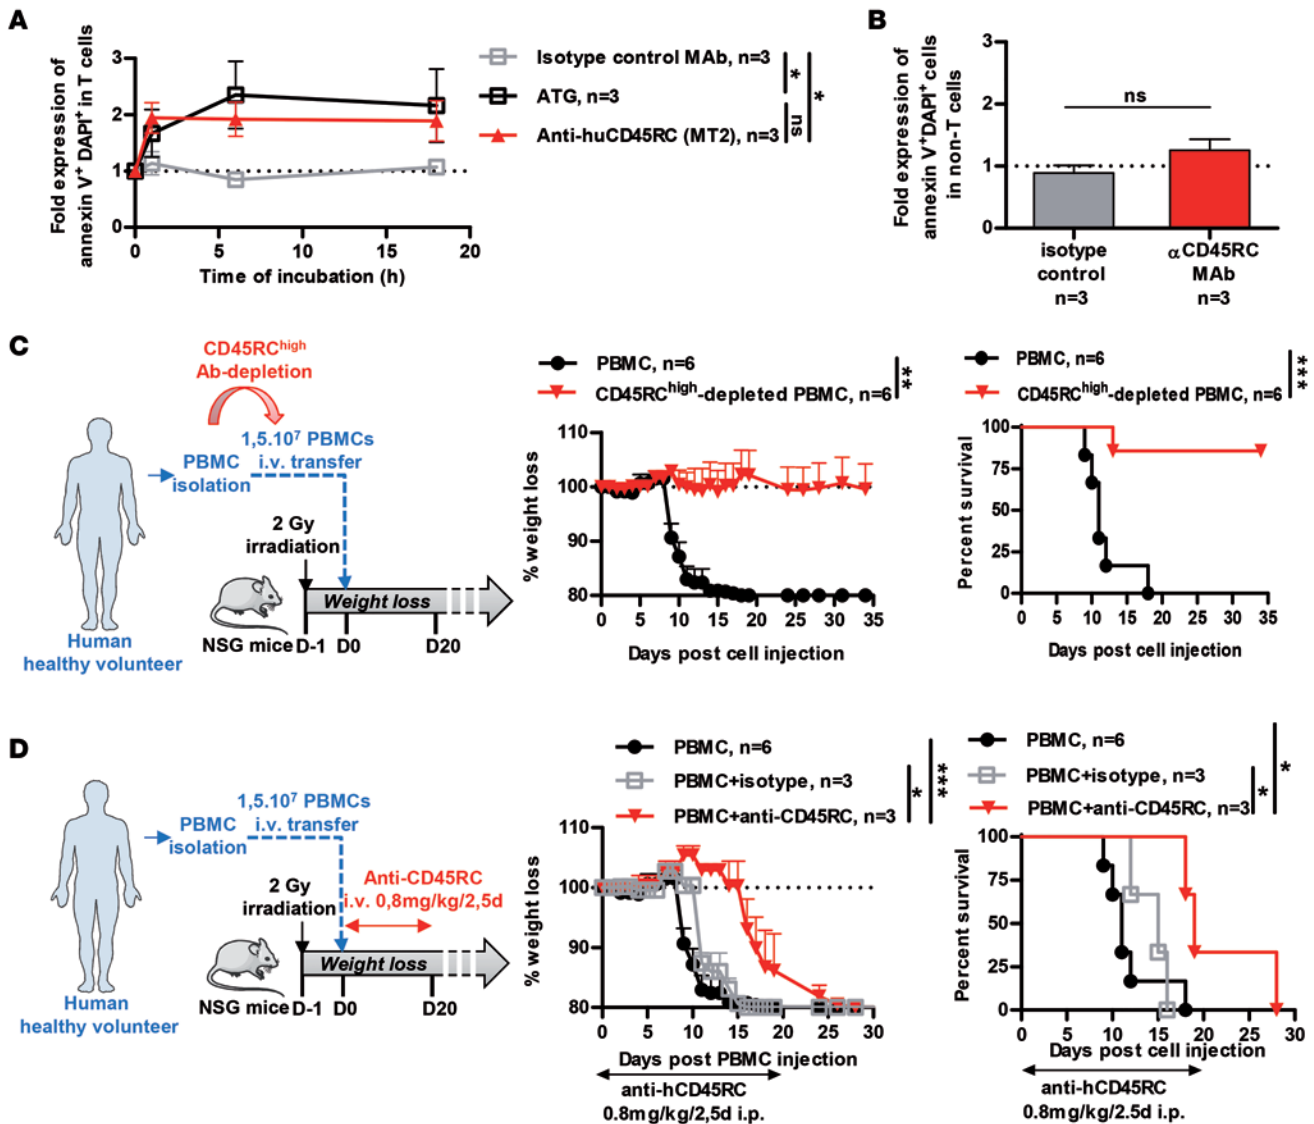 A
Fold expression of
annexin V+DAPI+ in T cells
3
2
1
0
0 5 10 15 20
Time of incubation (h)
Isotype control MAb, n=3
ATG, n=3
Anti-huCD45RC (MT2), n=3
*
ns
*
B
Fold expression of
annexin V+DAPI+ cells
in non-T cells
3
2
1
0
ns
isotype
control
n=3
αCD45RC
MAb
n=3
C
CD45RChigh
Ab-depletion
1,5.10⁷ PBMCs
i.v. transfer
PBMC
isolation
2 Gy
irradiation
Weight loss
NSG mice D-1 D0 D20
Human
healthy volunteer
PBMC, n=6
CD45RChigh-depleted PBMC, n=6
**
% weight loss
110
100
90
80
0 5 10 15 20 25 30 35
Days post cell injection
PBMC, n=6
CD45RChigh-depleted PBMC, n=6
***
Percent survival
100
75
50
25
0
0 5 10 15 20 25 30 35
Days post cell injection
D
1,5.10⁷ PBMCs
i.v. transfer
PBMC
isolation
2 Gy
irradiation
Anti-CD45RC
i.v. 0,8mg/kg/2,5d
Weight loss
NSG mice D-1 D0 D20
Human
healthy volunteer
PBMC, n=6
PBMC+isotype, n=3
PBMC+anti-CD45RC, n=3
*
***
% weight loss
110
100
90
80
0 5 10 15 20 25 30
Days post PBMC injection
anti-hCD45RC
0.8mg/kg/2,5d i.p.
PBMC, n=6
PBMC+isotype, n=3
PBMC+anti-CD45RC, n=3
*
*
Percent survival
100
75
50
25
0
0 5 10 15 20 25 30
Days post cell injection
anti-hCD45RC
0.8mg/kg/2.5d i.p.